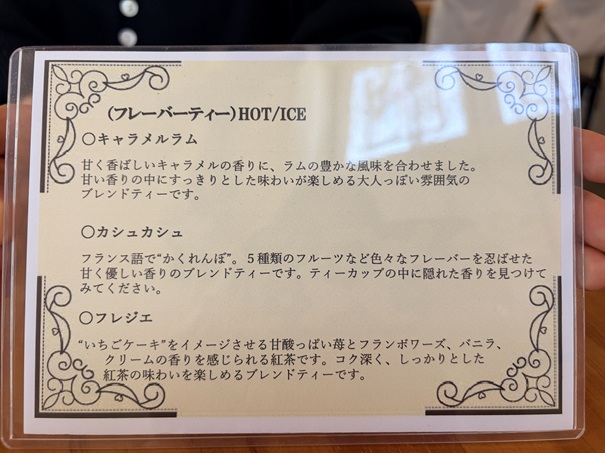 (フレーバーティー)HOT/ICE
〇キャラメルラム
甘く香ばしいキャラメルの香りに、ラムの豊かな風味を合わせました。
甘い香りの中にすっきりとした味わいが楽しめる大人っぽい雰囲気の
ブレンドティーです。
〇カシュカシュ
フランス語で“かくれんぼ”。５種類のフルーツなど色々なフレーバーを忍ばせた
甘く優しい香りのブレンドティーです。ティーカップの中に隠れた香りを見つけて
みてください。
〇フレジエ
“いちごケーキ”をイメージさせる甘酸っぱい苺とフランボワーズ、バニラ、
クリームの香りを感じられる紅茶です。コク深く、しっかりとした
紅茶の味わいを楽しめるブレンドティーです。